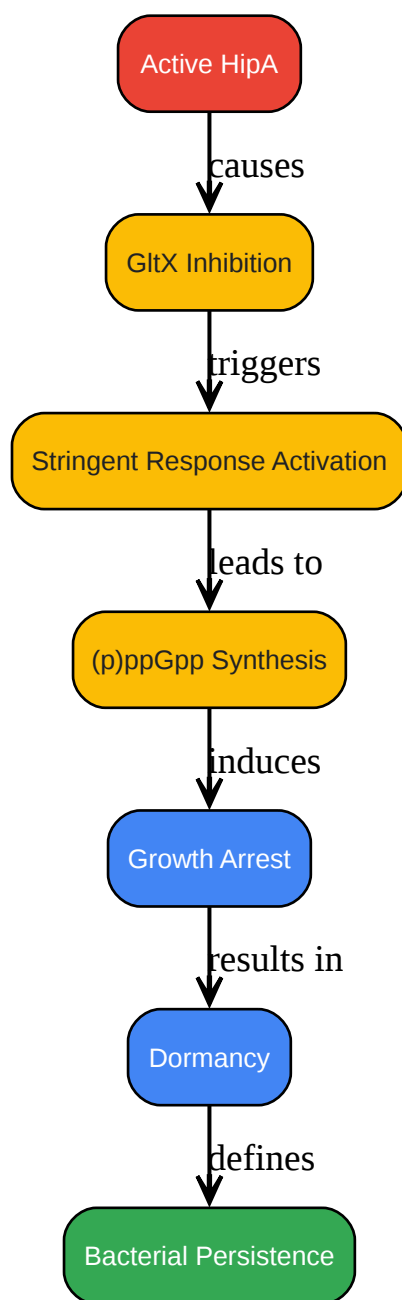 Active HipA
causes
GltX Inhibition
triggers
Stringent Response Activation
leads to
(p)ppGpp Synthesis
induces
Growth Arrest
results in
Dormancy
defines
Bacterial Persistence